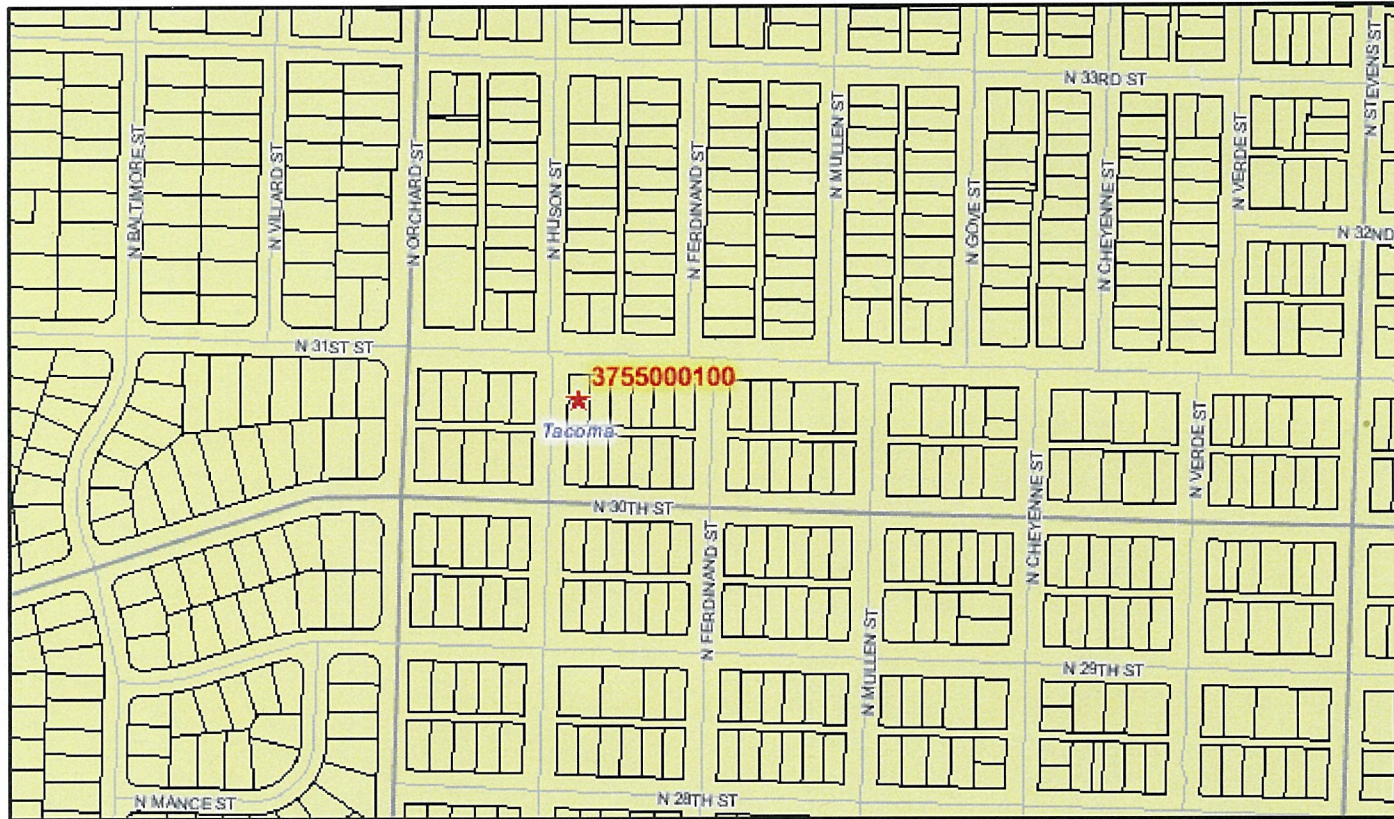 N 33RD ST
N STEVENS ST
N BALTIMORE ST
N VILLARD ST
N ORCHARD ST
N HUSON ST
N FERDINAND ST
N MULLEN ST
N GOVE ST
N CHEYENNE ST
N VERDE ST
N 32ND
N 31ST ST
3755000100
Tacoma
N VERDE ST
N CHEYENNE ST
N 30TH ST
N FERDINAND ST
N MULLEN ST
N 29TH ST
N MANCE ST
N 28TH ST